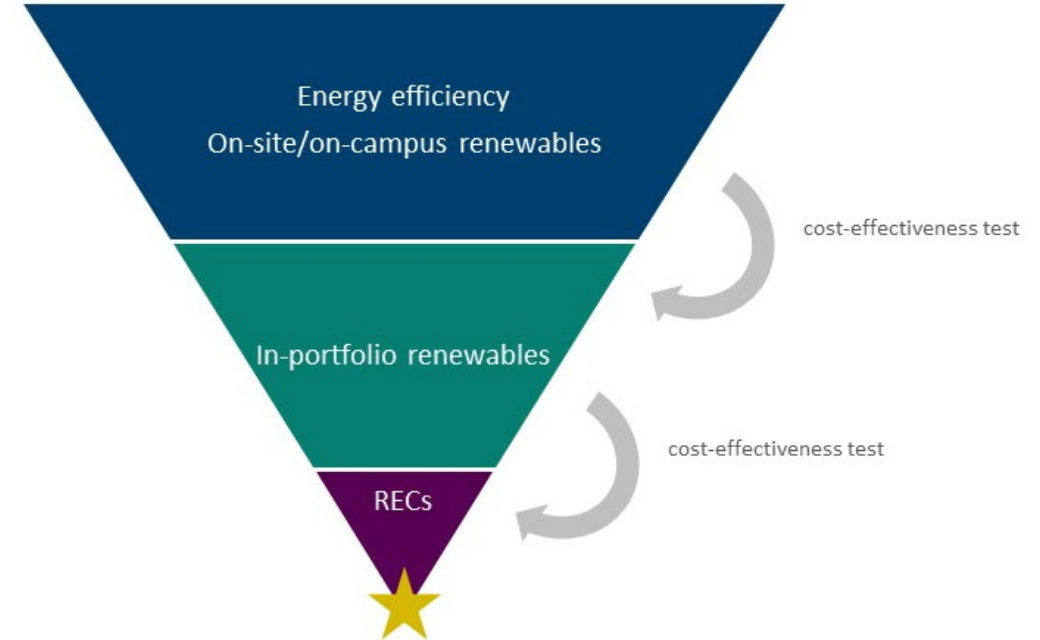 Energy efficiency
On-site/on-campus renewables
cost-effectiveness test
In-portfolio renewables
cost-effectiveness test
RECs